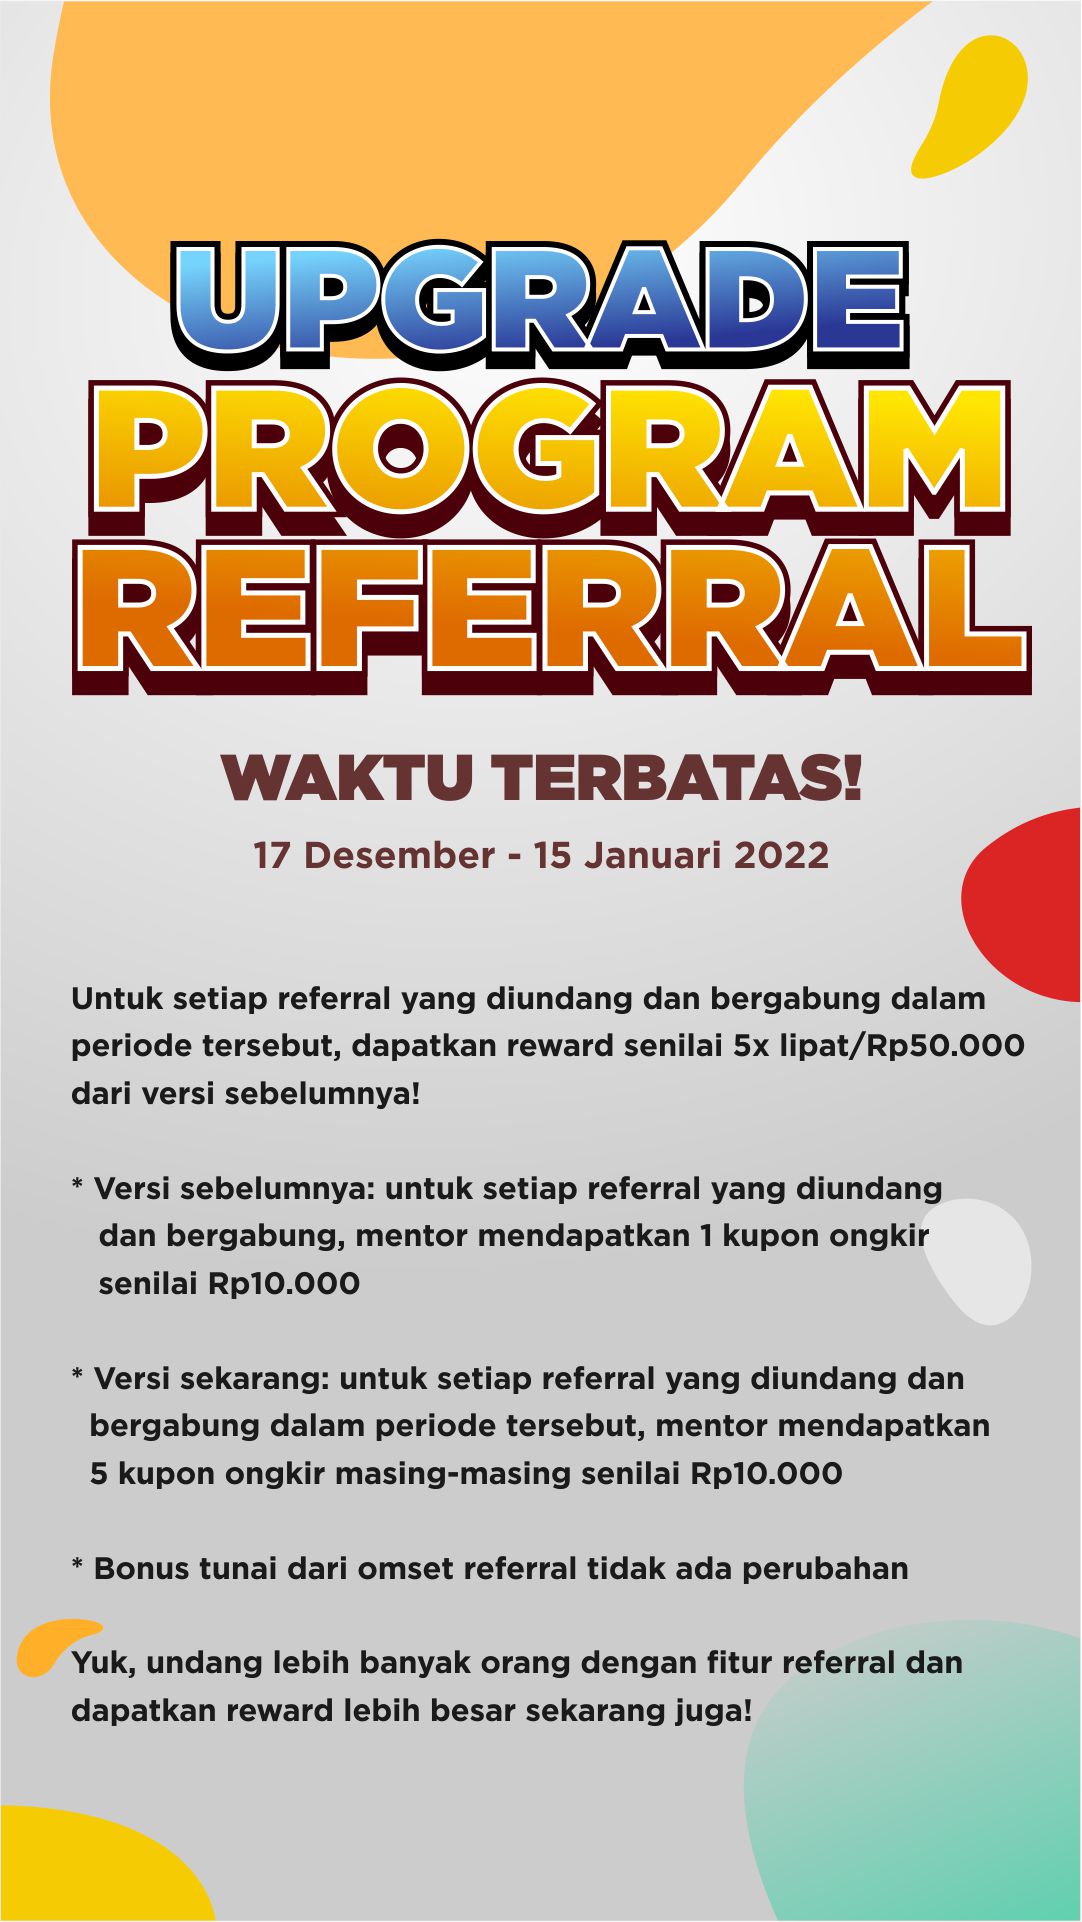 UPGRADE
PROGRAM
REFERRAL
WAKTU TERBATAS!
17 Desember - 15 Januari 2022
Untuk setiap referral yang diundang dan bergabung dalam
periode tersebut, dapatkan reward senilai 5x lipat/Rp50.000
dari versi sebelumnya!
* Versi sebelumnya: untuk setiap referral yang diundang
dan bergabung, mentor mendapatkan 1 kupon ongkir
senilai Rp10.000
* Versi sekarang: untuk setiap referral yang diundang dan
bergabung dalam periode tersebut, mentor mendapatkan
5 kupon ongkir masing-masing senilai Rp10.000
* Bonus tunai dari omset referral tidak ada perubahan
Yuk, undang lebih banyak orang dengan fitur referral dan
dapatkan reward lebih besar sekarang juga!